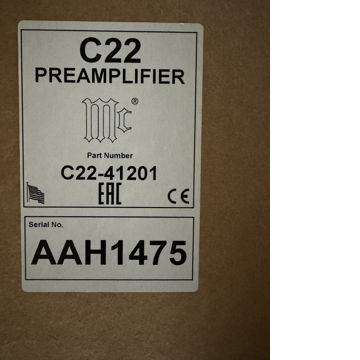 C22
PREAMPLIFIER
Mc®
Part Number
C22-41201
EAC
CE
Serial No.
AAH1475